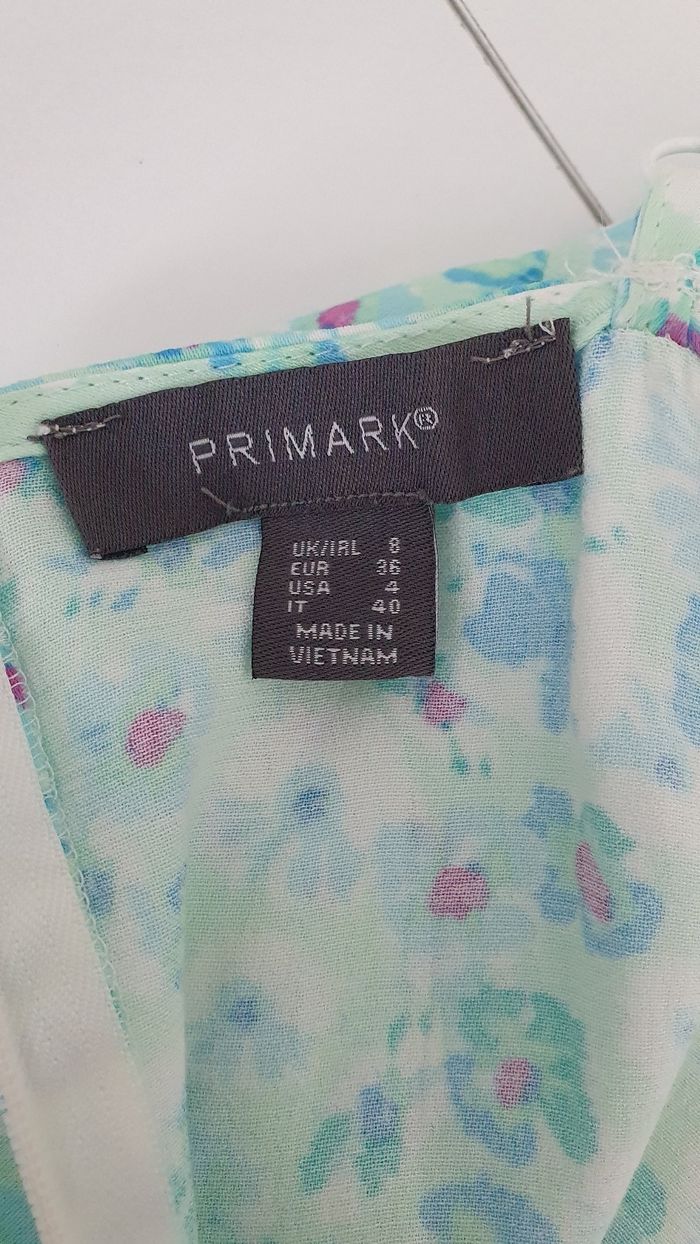 PRIMARK®
UK/IRL 8
EUR 36
USA 4
IT 40
MADE IN
VIETNAM